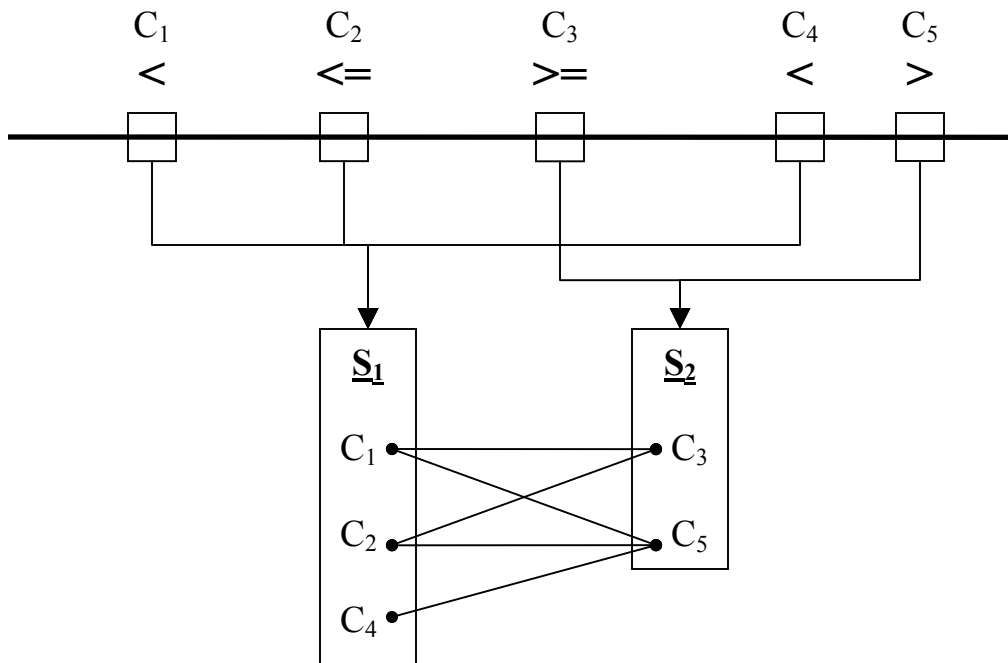 C₁ C₂ C₃ C₄ C₅
< <= >= < >
S₁ S₂
C₁ C₃
C₂ C₅
C₄